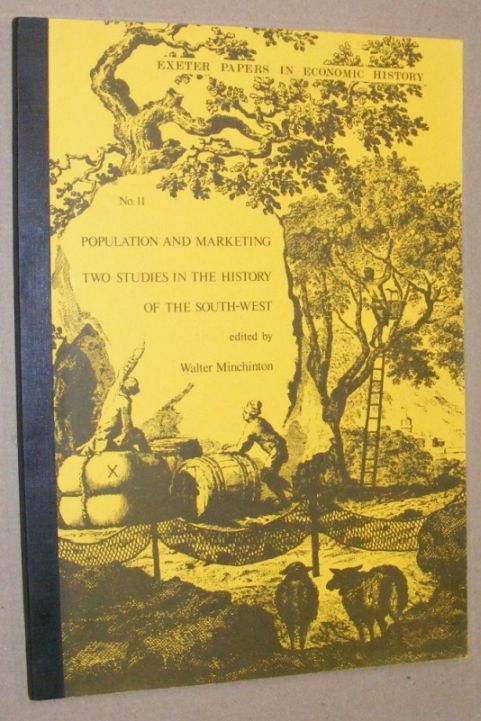 EXETER PAPERS IN ECONOMIC HISTORY
No. 11
POPULATION AND MARKETING
TWO STUDIES IN THE HISTORY
OF THE SOUTH-WEST
edited by
Walter Minchinton
X